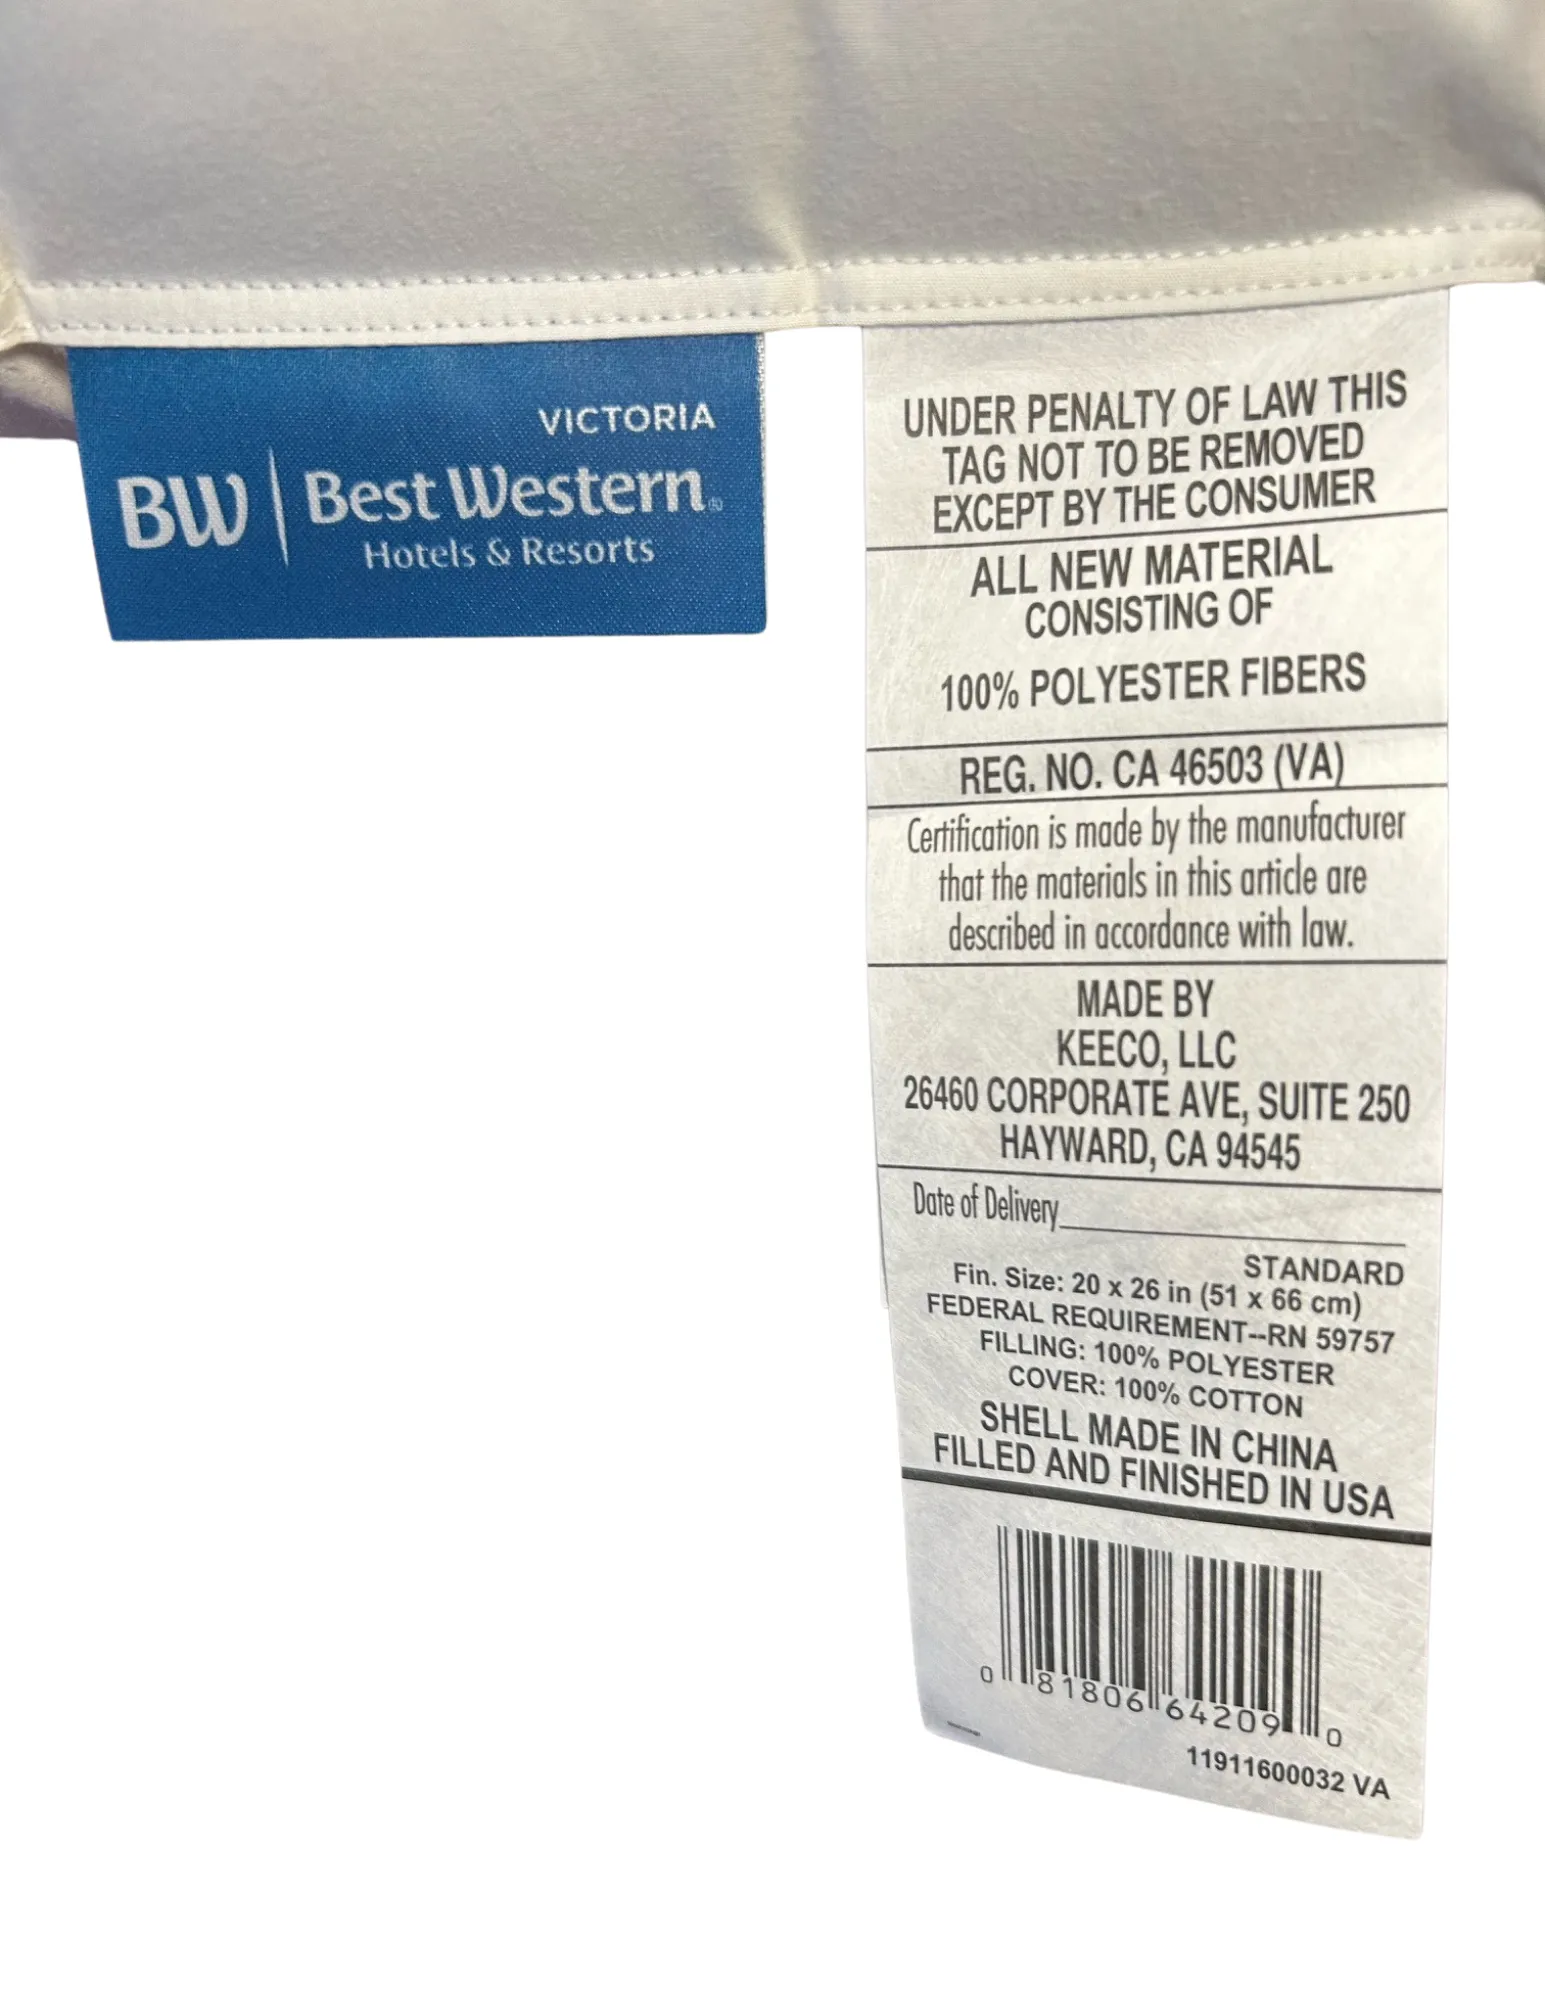 VICTORIA
BW Best Western®
Hotels & Resorts
UNDER PENALTY OF LAW THIS
TAG NOT TO BE REMOVED
EXCEPT BY THE CONSUMER
ALL NEW MATERIAL
CONSISTING OF
100% POLYESTER FIBERS
REG. NO. CA 46503 (VA)
Certification is made by the manufacturer
that the materials in this article are
described in accordance with law.
MADE BY
KEECO, LLC
26460 CORPORATE AVE, SUITE 250
HAYWARD, CA 94545
Date of Delivery
STANDARD
Fin. Size: 20 x 26 in (51 x 66 cm)
FEDERAL REQUIREMENT--RN 59757
FILLING: 100% POLYESTER
COVER: 100% COTTON
SHELL MADE IN CHINA
FILLED AND FINISHED IN USA
0 81806 64209 0
11911600032 VA